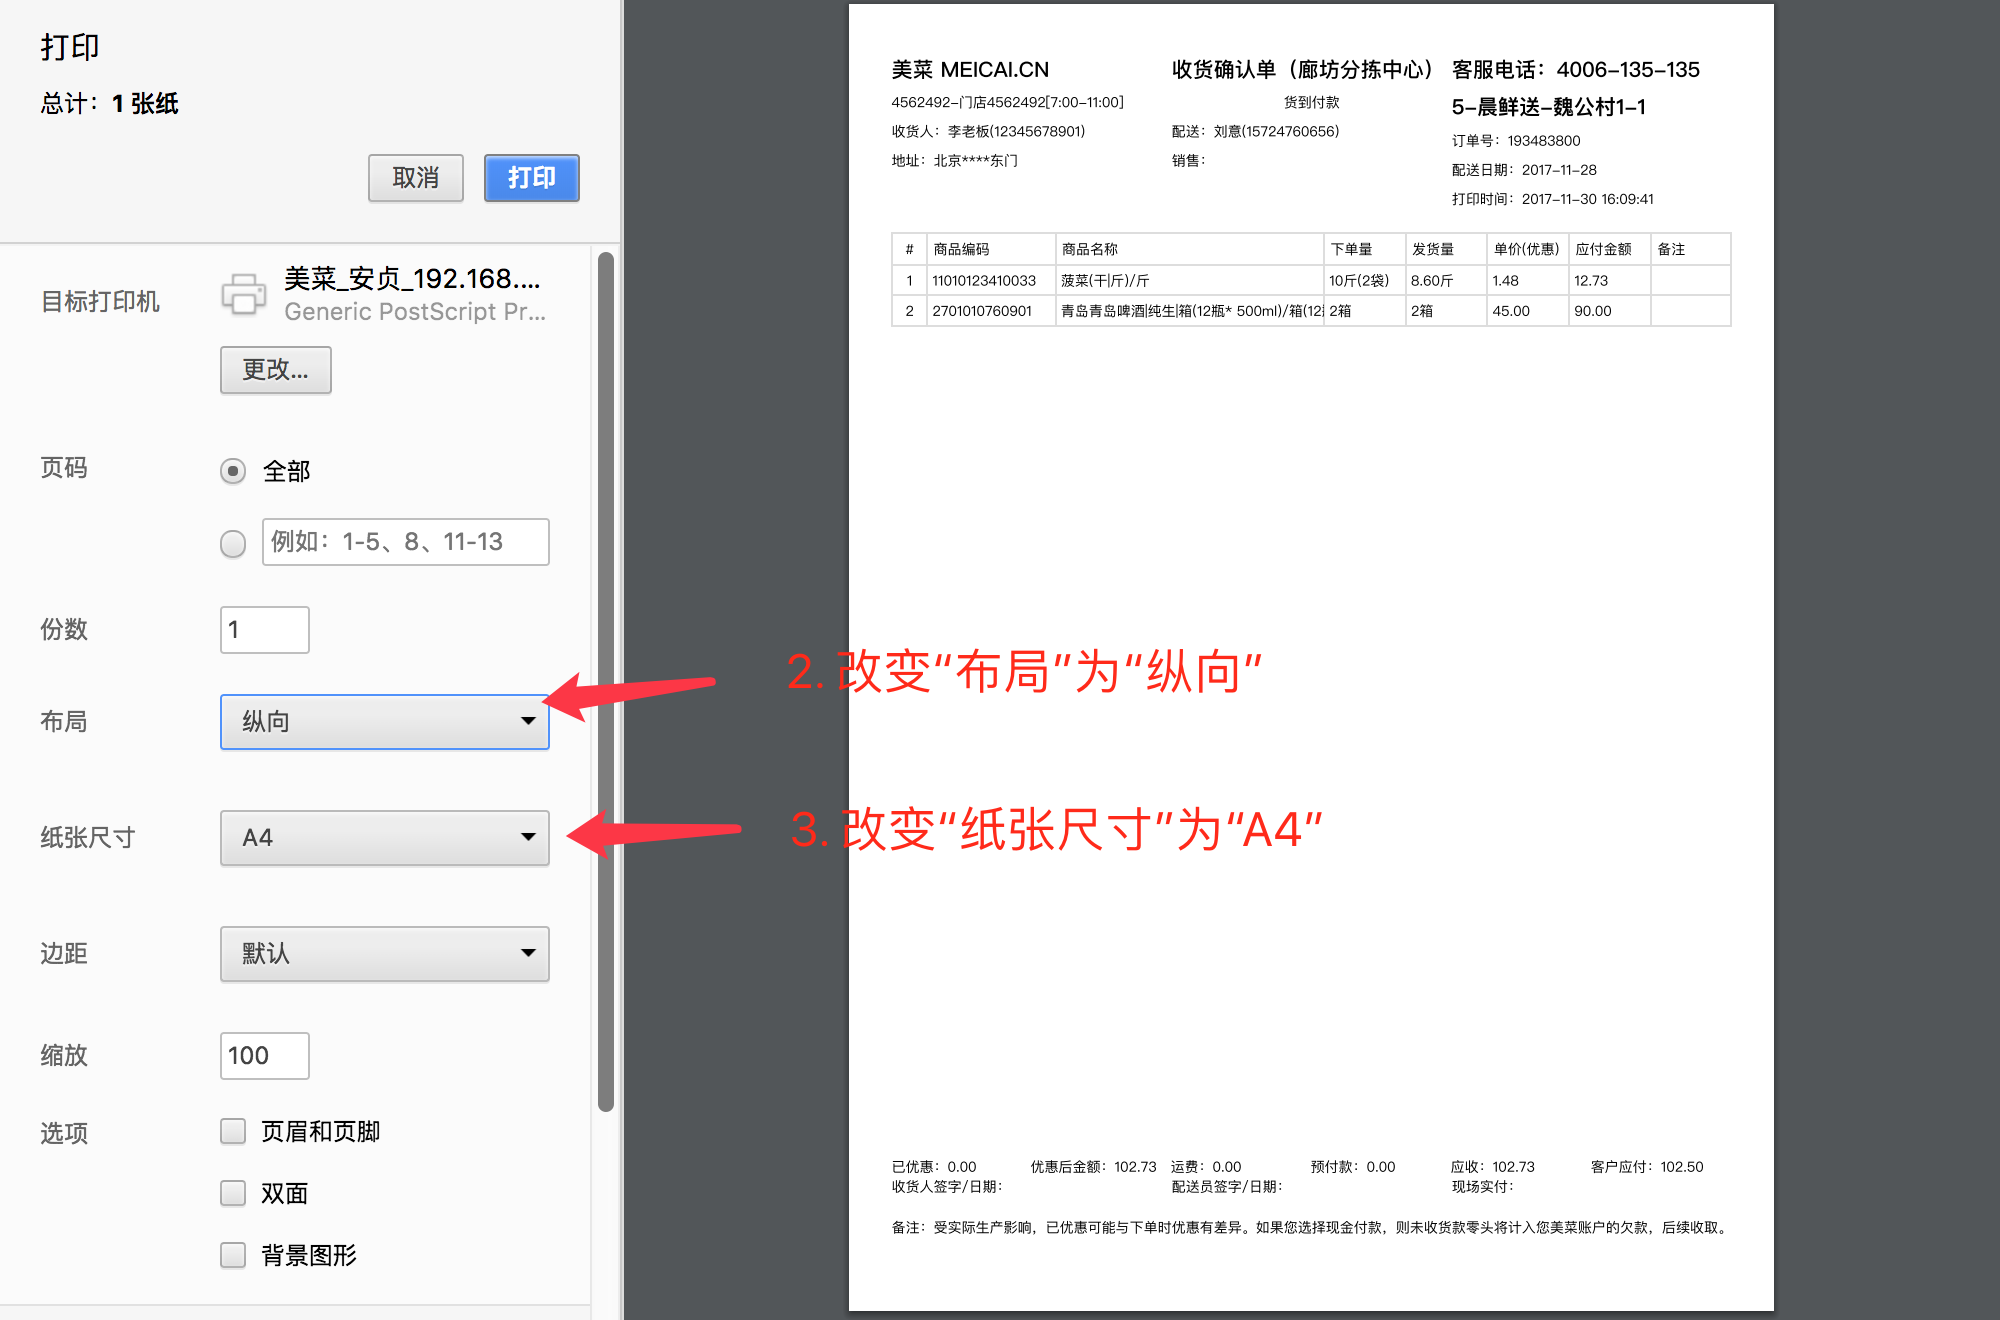 打印
总计：1 张纸
取消
打印
目标打印机
美菜_安贞_192.168....
Generic PostScript Pr...
更改...
页码
全部
例如：1-5、8、11-13
份数
1
布局
纵向
纸张尺寸
A4
边距
默认
缩放
100
选项
页眉和页脚
双面
背景图形
2. 改变“布局”为“纵向”
3. 改变“纸张尺寸”为“A4”
美菜 MEICAI.CN
收货确认单（廊坊分拣中心）
客服电话：4006-135-135
4562492-门店4562492[7:00-11:00]
货到付款
5-晨鲜送-魏公村1-1
收货人：李老板(12345678901)
配送：刘意(15724760656)
订单号：193483800
地址：北京****东门
销售：
配送日期：2017-11-28
打印时间：2017-11-30 16:09:41
# 商品编码 商品名称 下单量 发货量 单价(优惠) 应付金额 备注
1 11010123410033 菠菜(干|斤)/斤 10斤(2袋) 8.60斤 1.48 12.73
2 2701010760901 青岛青岛啤酒|纯生|箱(12瓶* 500ml)/箱(12 2箱 2箱 45.00 90.00
已优惠：0.00 优惠后金额：102.73 运费：0.00 预付款：0.00 应收：102.73 客户应付：102.50
收货人签字/日期： 配送员签字/日期： 现场实付：
备注：受实际生产影响，已优惠可能与下单时优惠有差异。如果您选择现金付款，则未收货款零头将计入您美菜账户的欠款，后续收取。